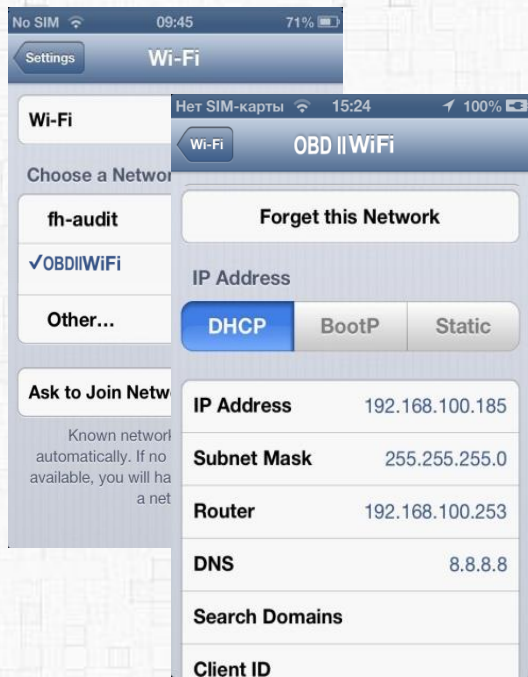 No SIM 09:45 71%
Settings Wi-Fi
Wi-Fi
Choose a Networ
fh-audit
✓OBDIIWiFi
Other...
Ask to Join Netw
Known network
automatically. If no
available, you will ha
a net
Нет SIM-карты 15:24 100%
Wi-Fi OBD II WiFi
Forget this Network
IP Address
DHCP BootP Static
IP Address 192.168.100.185
Subnet Mask 255.255.255.0
Router 192.168.100.253
DNS 8.8.8.8
Search Domains
Client ID